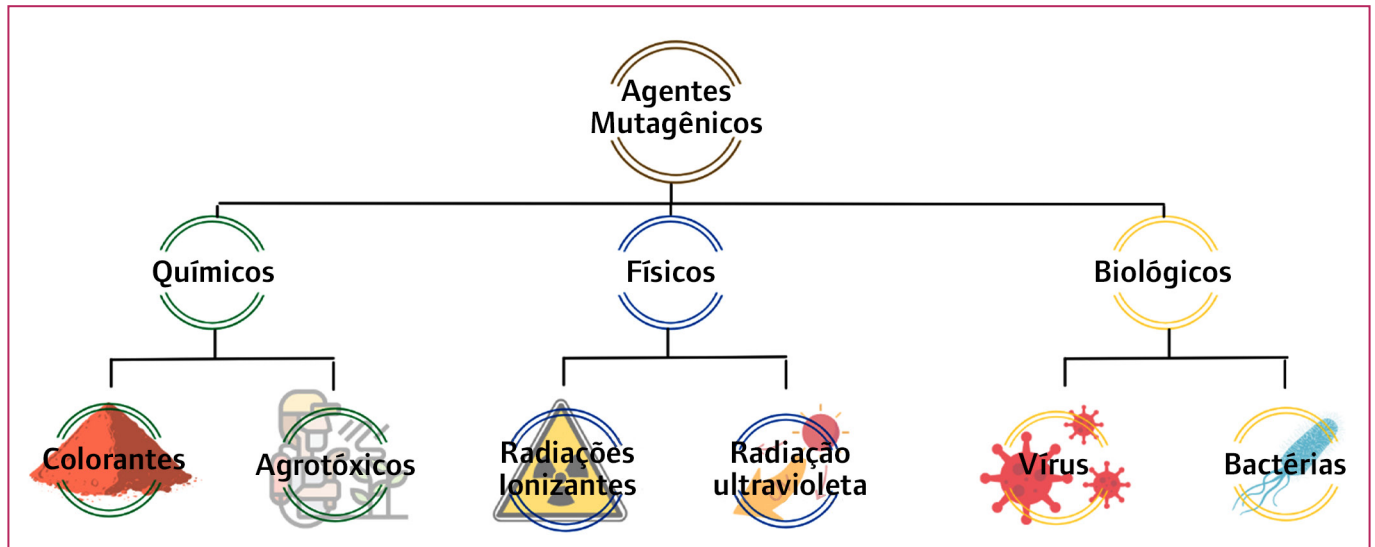 Agentes
Mutagênicos
Químicos
Físicos
Biológicos
Colorantes
Agrotóxicos
Radiações
Ionizantes
Radiação
ultravioleta
Vírus
Bactérias